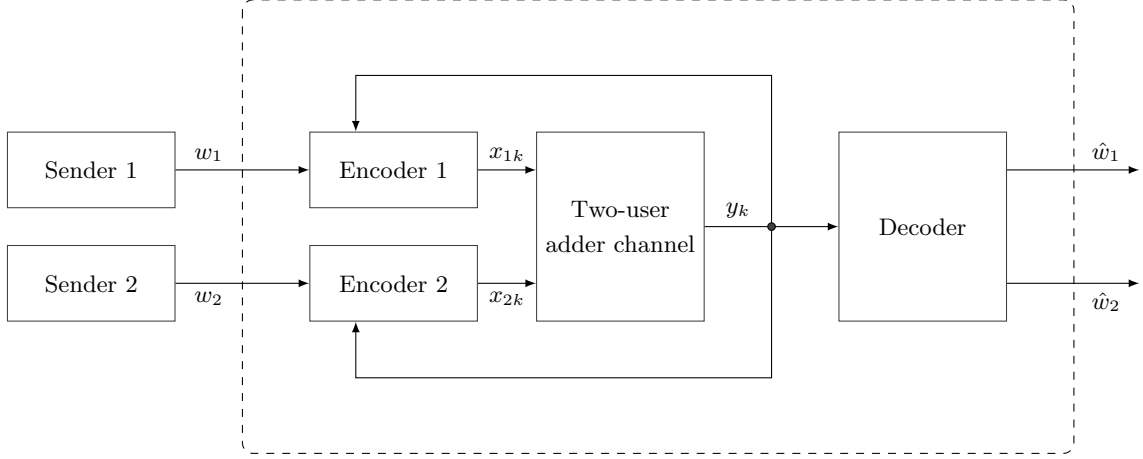 Sender 1
w₁
Encoder 1
x₁ₖ
Two-user
adder channel
yₖ
Decoder
ŵ₁
Sender 2
w₂
Encoder 2
x₂ₖ
ŵ₂